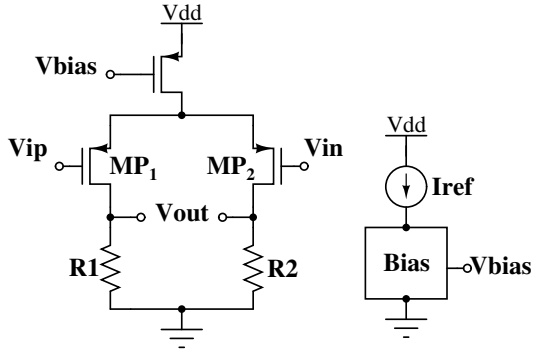 Vdd
Vbias
Vip
MP1
MP2
Vin
Vout
R1
R2
Vdd
Iref
Bias
Vbias